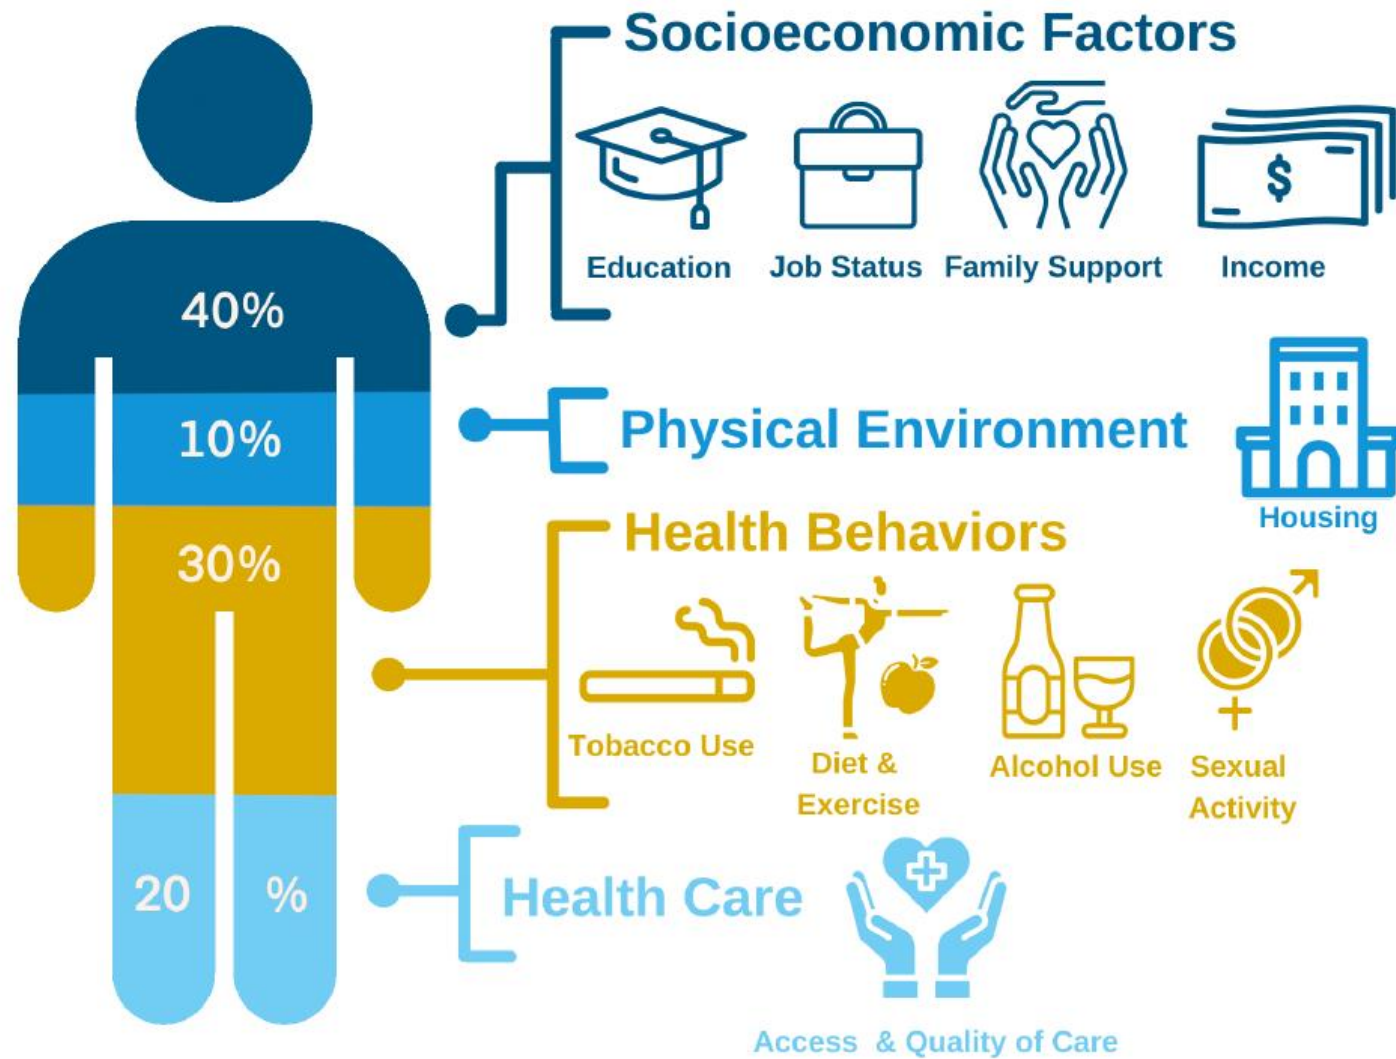 Socioeconomic Factors
$
Education Job Status Family Support Income
40%
10%
Physical Environment
Housing
30%
Health Behaviors
Tobacco Use
Diet &
Exercise
Alcohol Use
Sexual
Activity
20 %
Health Care
Access & Quality of Care